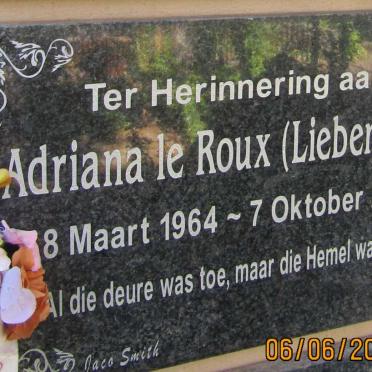 Ter Herinnering aa
Adriana le Roux (Lieben
8 Maart 1964 ~ 7 Oktober
Al die deure was toe, maar die Hemel wa
Jaco Smith
06/06/20